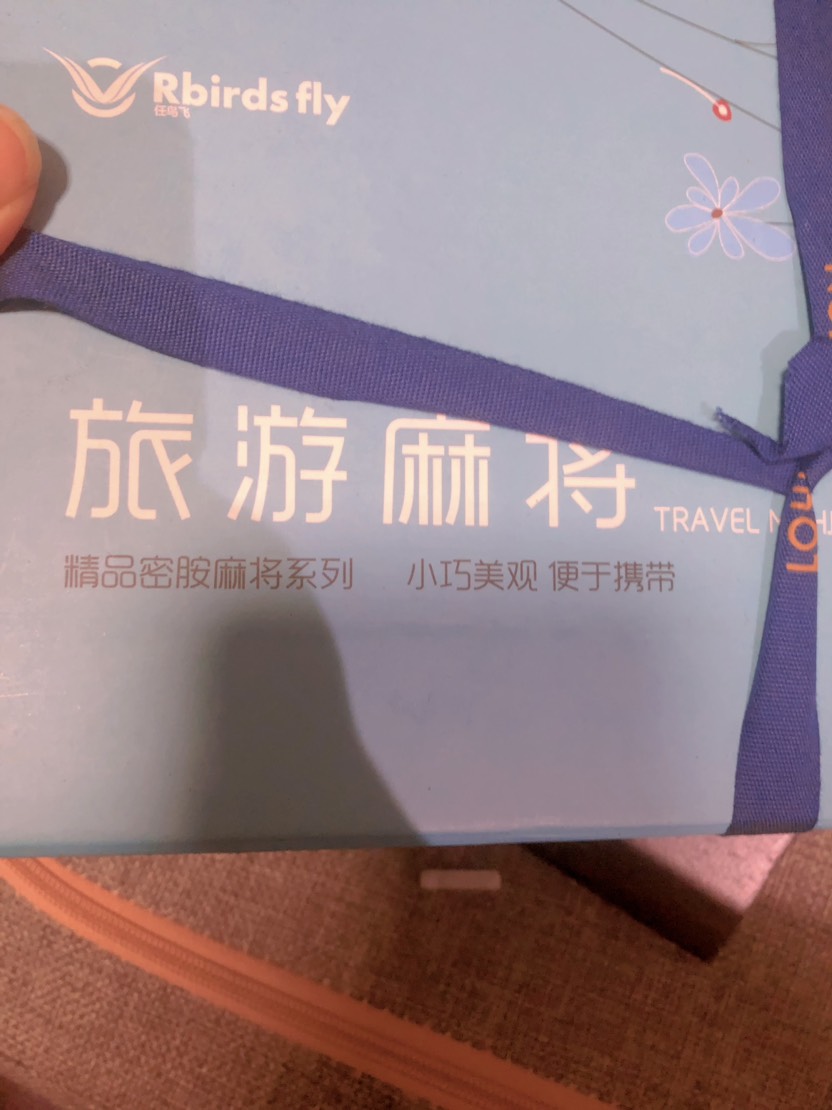 Rbirds fly
任鸟飞
旅游麻将
TRAVEL
精品密胺麻将系列 小巧美观 便于携带